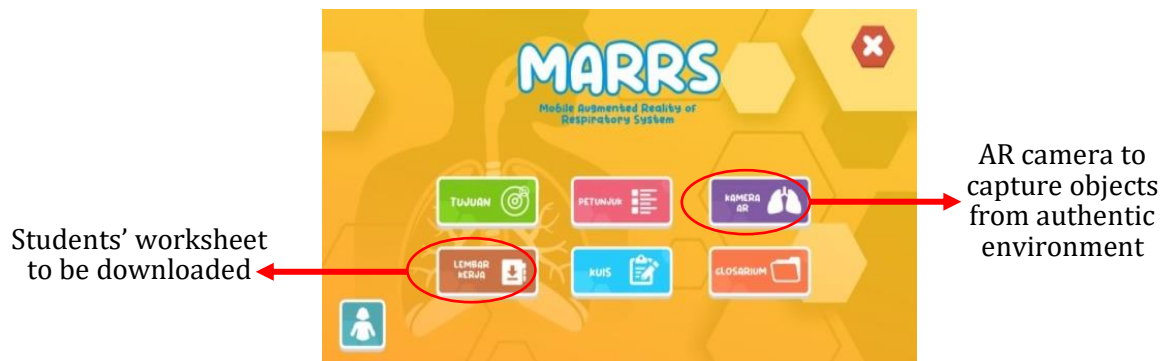 MARRS
Mobile Augmented Reality of
Respiratory System
TUJUAN
PETUNJUK
KAMERA
AR
LEMBAR
KERJA
KUIS
GLOSARIUM
Students’ worksheet
to be downloaded
AR camera to
capture objects
from authentic
environment